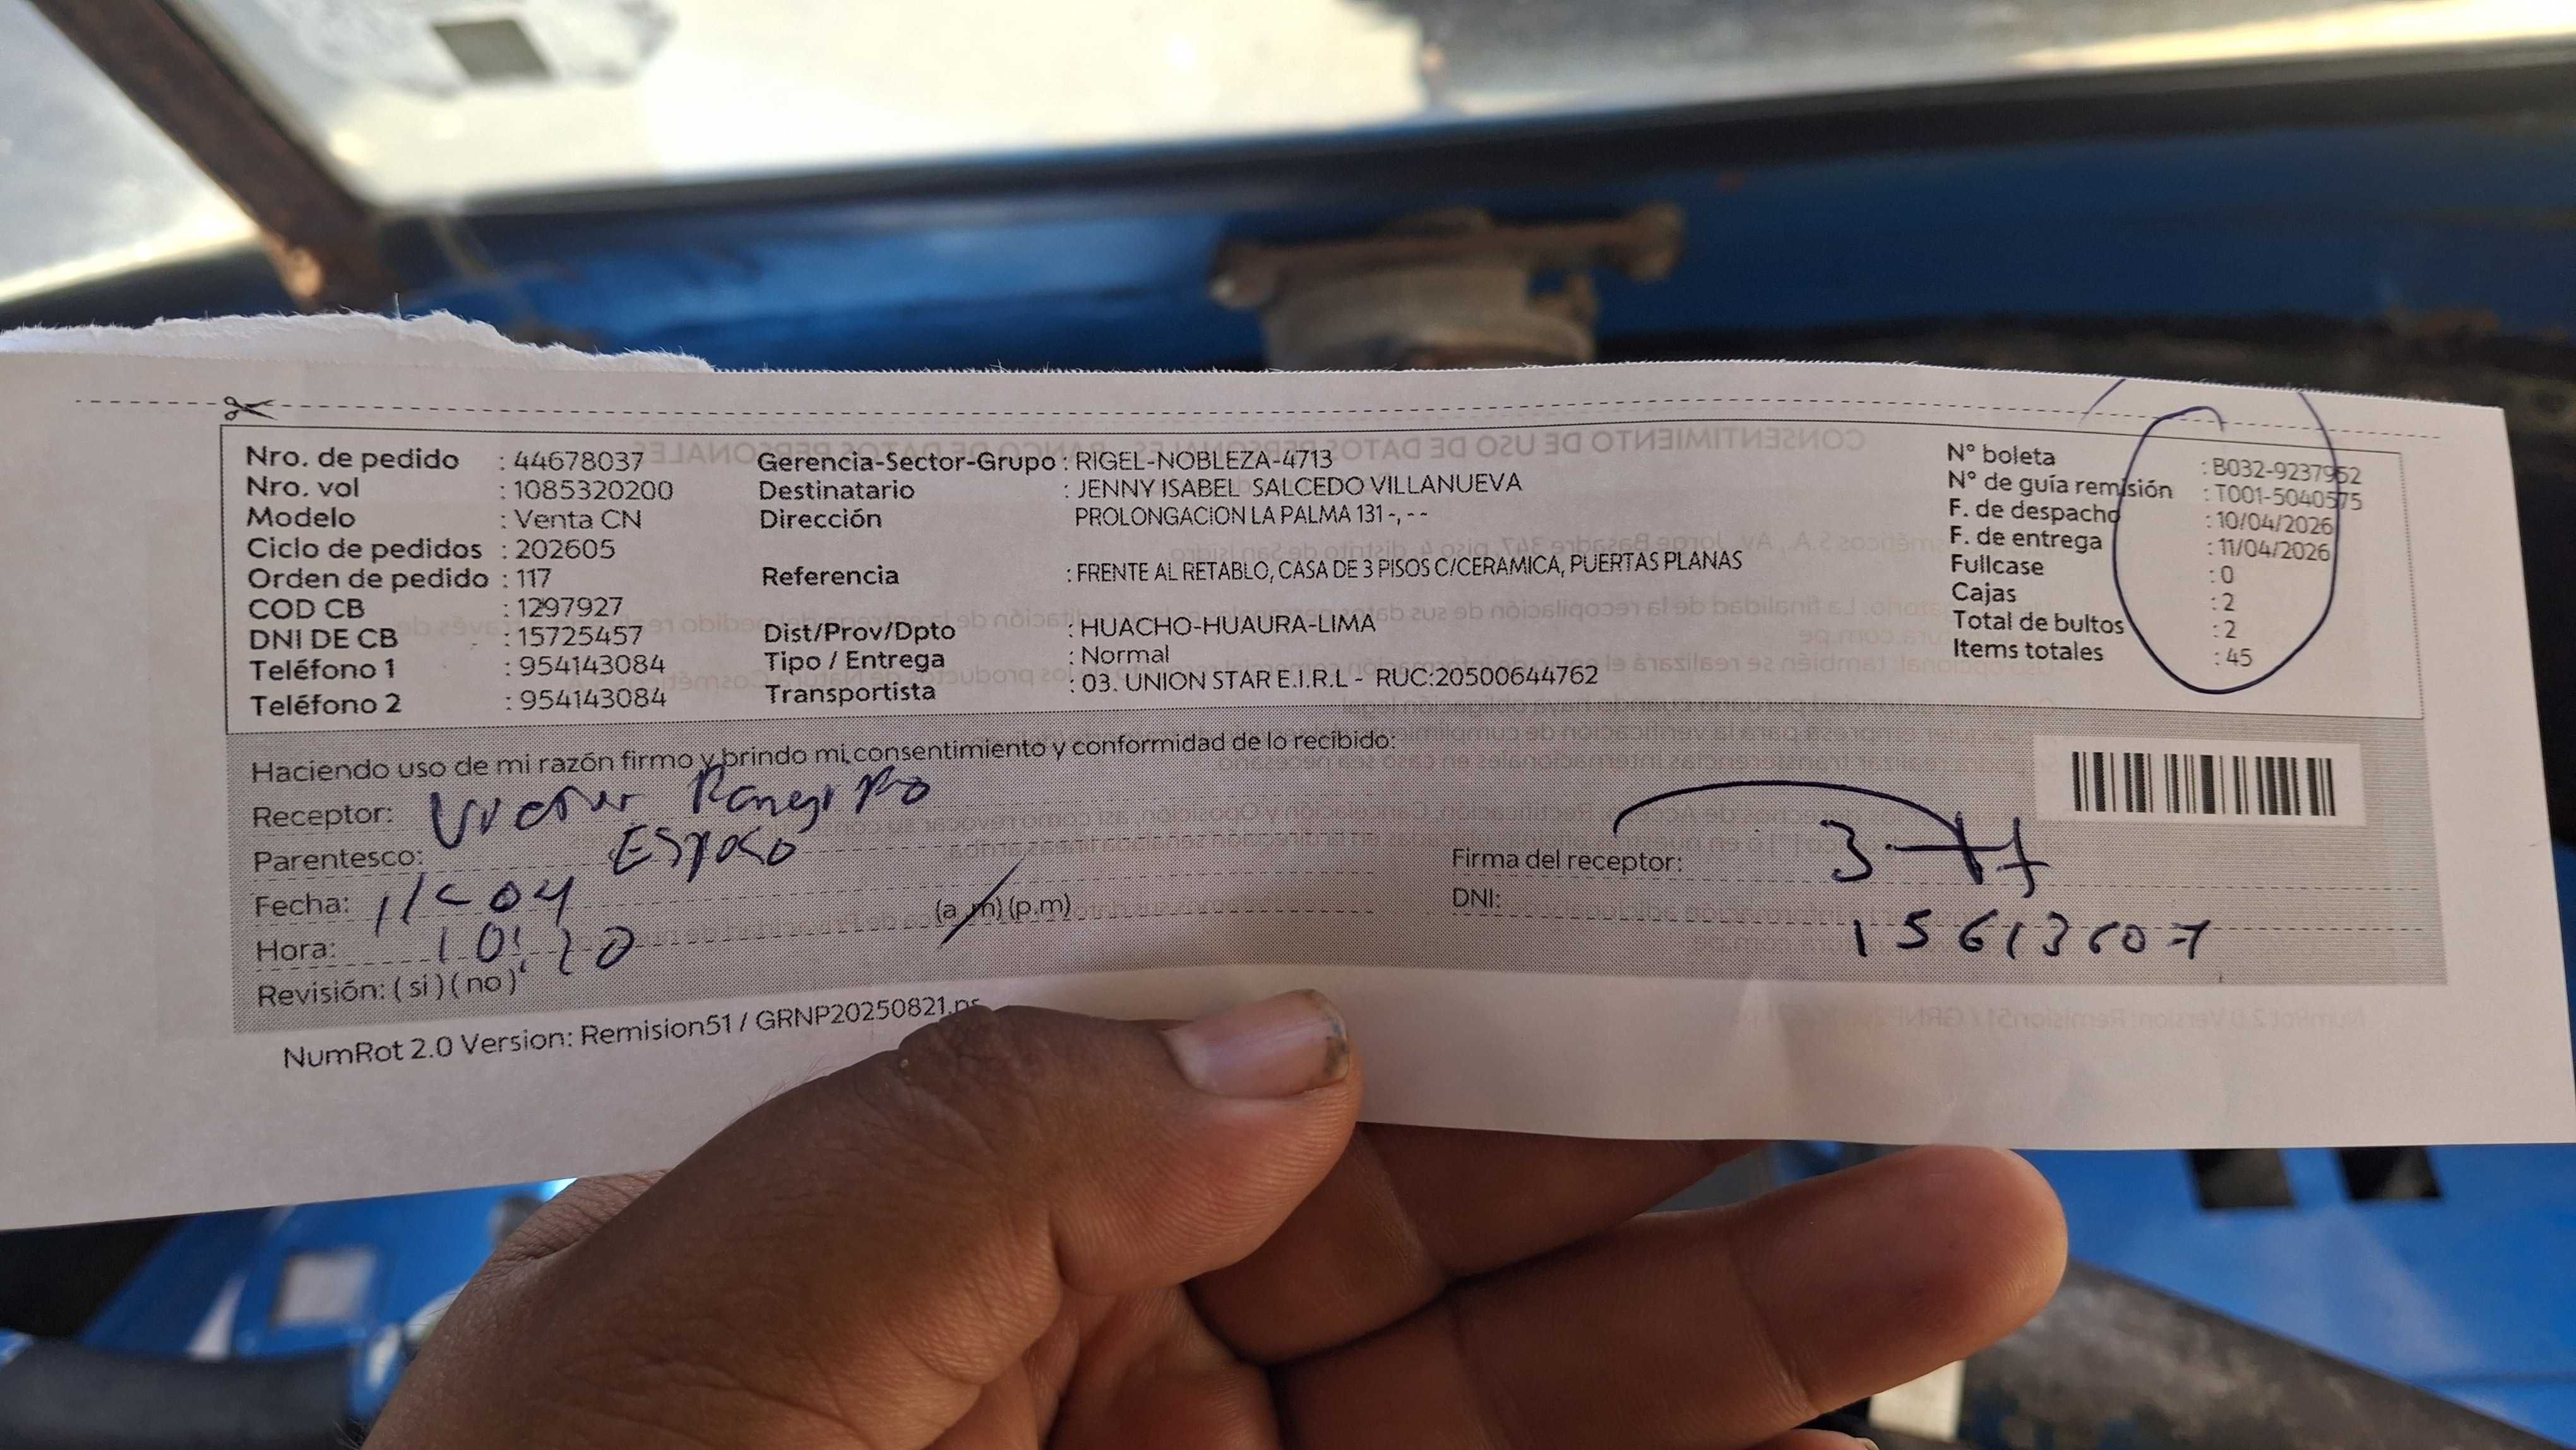 Nro. de pedido : 44678037
Nro. vol : 1085320200
Modelo : Venta CN
Ciclo de pedidos : 202605
Orden de pedido : 117
COD CB : 1297927
DNI DE CB : 15725457
Teléfono 1 : 954143084
Teléfono 2 : 954143084
Gerencia-Sector-Grupo : RIGEL-NOBLEZA-4713
Destinatario : JENNY ISABEL SALCEDO VILLANUEVA
Dirección PROLONGACION LA PALMA 131 -, - -
Referencia : FRENTE AL RETABLO, CASA DE 3 PISOS C/CERAMICA, PUERTAS PLANAS
Dist/Prov/Dpto : HUACHO-HUAURA-LIMA
Tipo / Entrega : Normal
Transportista : 03. UNION STAR E.I.R.L - RUC:20500644762
N° boleta : B032-9237952
N° de guía remisión : T001-5040575
F. de despacho : 10/04/2026
F. de entrega : 11/04/2026
Fullcase : 0
Cajas : 2
Total de bultos : 2
Items totales : 45
Haciendo uso de mi razón firmo y brindo mi consentimiento y conformidad de lo recibido:
Receptor: Victor
Parentesco: Esposo
Fecha: 11-04 (a.m) (p.m)
Hora:
Revisión: (si) (no)
Firma del receptor:
DNI:
NumRot 2.0 Version: Remision51 / GRNP20250821.ps